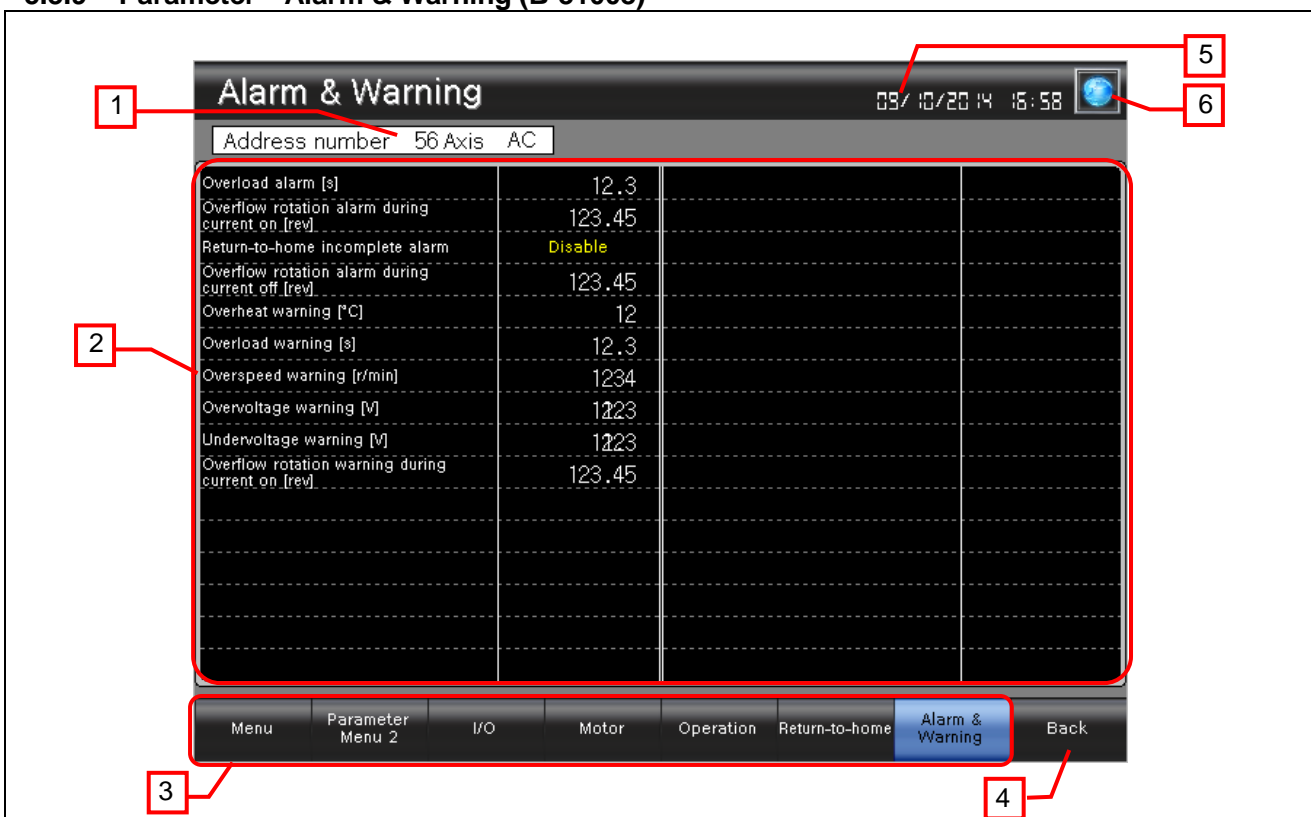 Parameter – Alarm & Warning
5
Alarm & Warning
09/10/2014 16:58
1
6
Address number 56 Axis AC
Overload alarm [s] 12.3
Overflow rotation alarm during
current on [rev] 123.45
Return-to-home incomplete alarm Disable
Overflow rotation alarm during
current off [rev] 123.45
Overheat warning [°C] 12
2
Overload warning [s] 12.3
Overspeed warning [r/min] 1234
Overvoltage warning [V]
Undervoltage warning [V]
Overflow rotation warning during
current on [rev] 123.45
Menu
Parameter
Menu 2
I/O
Motor
Operation
Return-to-home
Alarm &
Warning
Back
3
4